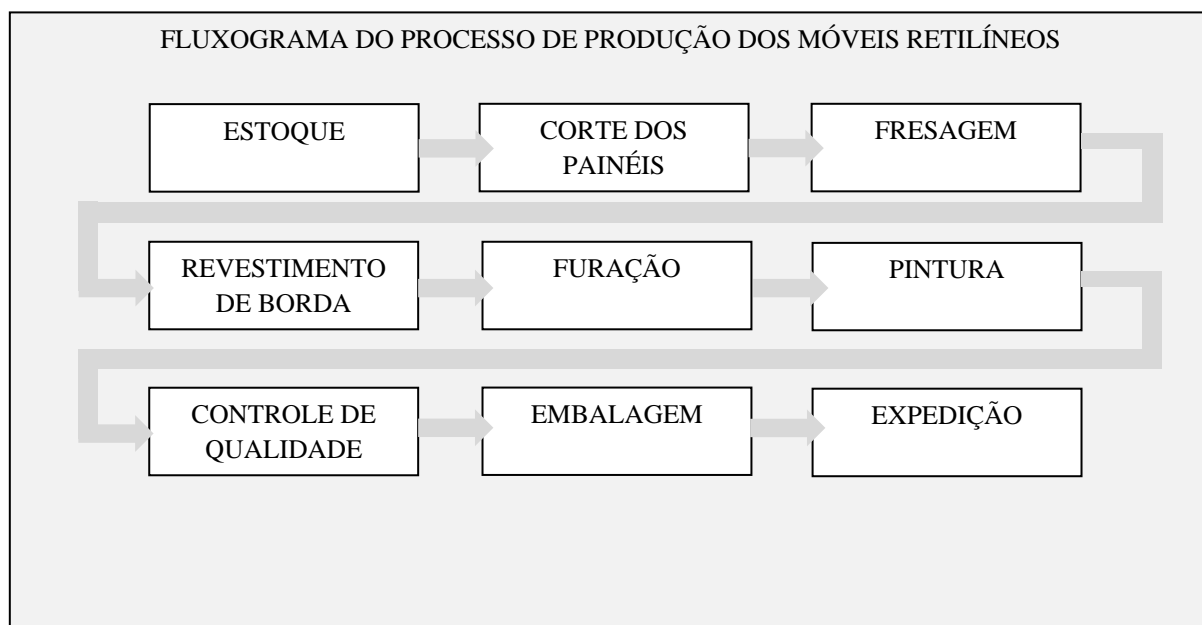 FLUXOGRAMA DO PROCESSO DE PRODUÇÃO DOS MÓVEIS RETILÍNEOS
ESTOQUE
CORTE DOS
PAINÉIS
FRESAGEM
REVESTIMENTO
DE BORDA
FURAÇÃO
PINTURA
CONTROLE DE
QUALIDADE
EMBALAGEM
EXPEDIÇÃO